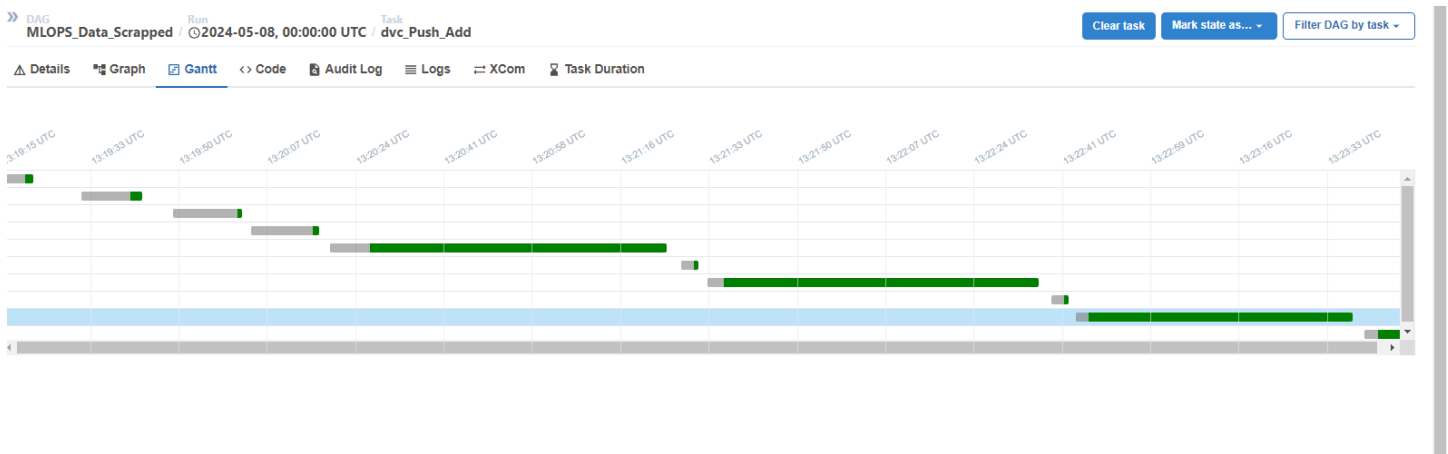 DAG Run Task
MLOPS_Data_Scrapped / 2024-05-08, 00:00:00 UTC / dvc_Push_Add
Clear task Mark state as... Filter DAG by task
Details Graph Gantt Code Audit Log Logs XCom Task Duration
3:19:15 UTC 13:19:33 UTC 13:19:50 UTC 13:20:07 UTC 13:20:24 UTC 13:20:41 UTC 13:20:58 UTC 13:21:16 UTC 13:21:33 UTC 13:21:50 UTC 13:22:07 UTC 13:22:24 UTC 13:22:41 UTC 13:22:59 UTC 13:23:16 UTC 13:23:33 UTC